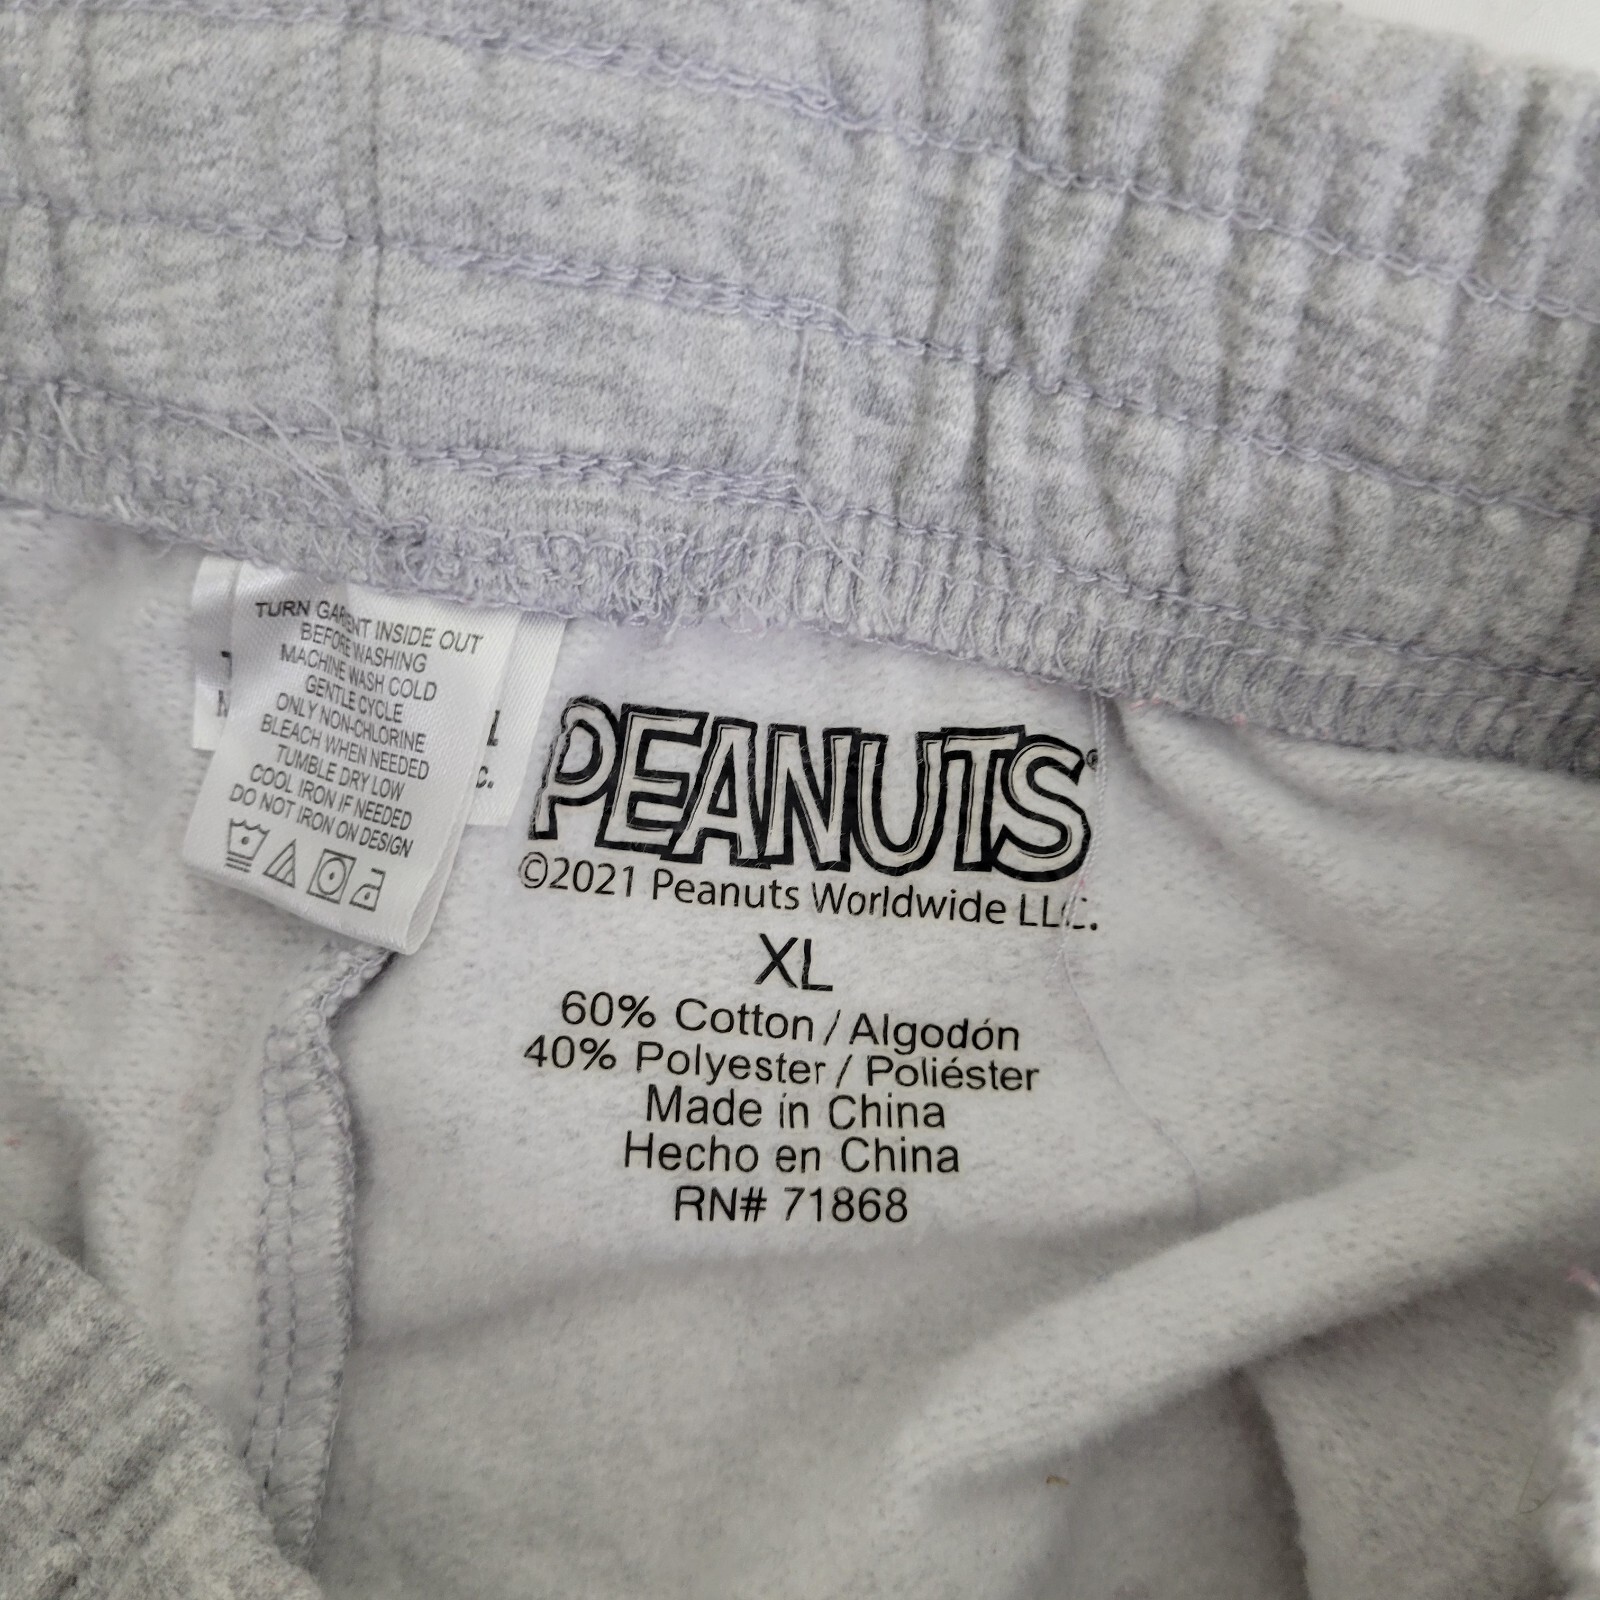 TURN GARENT INSIDE OUT
BEFORE WASHING
MACHINE WASH COLD
GENTLE CYCLE
ONLY NON-CHLORINE
BLEACH WHEN NEEDED
TUMBLE DRY LOW
COOL IRON IF NEEDED
DO NOT IRON ON DESIGN
PEANUTS®
©2021 Peanuts Worldwide LLC.
XL
60% Cotton / Algodón
40% Polyester / Poliéster
Made in China
Hecho en China
RN# 71868